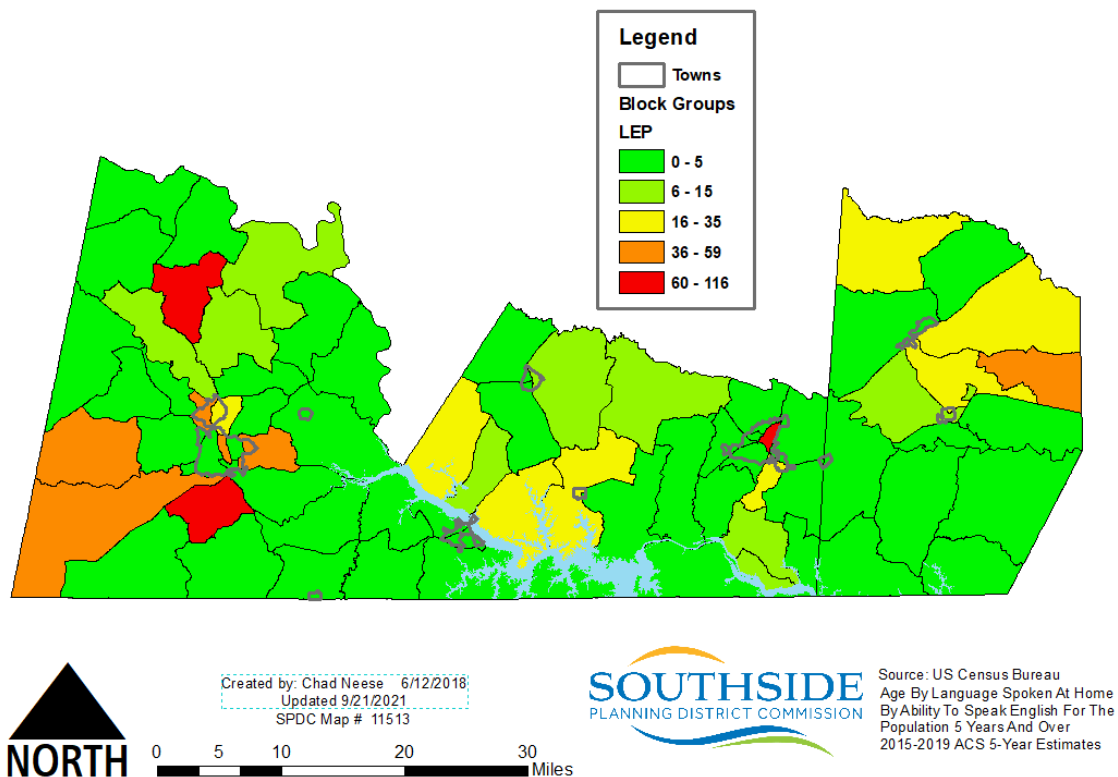 Legend
Towns
Block Groups
LEP
0 - 5
6 - 15
16 - 35
36 - 59
60 - 116
Created by: Chad Neese 6/12/2018
Updated 9/21/2021
SPDC Map # 11513
NORTH
0 5 10 20 30
Miles
SOUTHSIDE
PLANNING DISTRICT COMMISSION
Source: US Census Bureau
Age By Language Spoken At Home
By Ability To Speak English For The
Population 5 Years And Over
2015-2019 ACS 5-Year Estimates